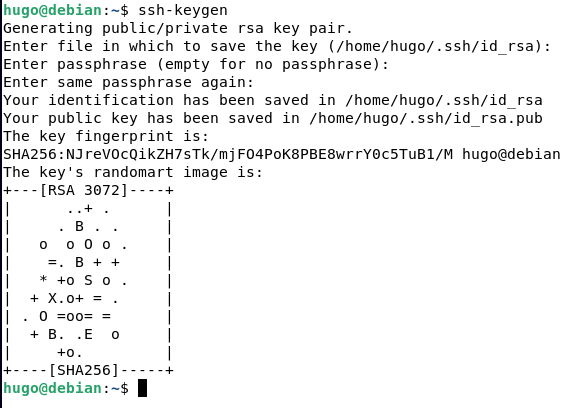 hugo@debian:~$ ssh-keygen
Generating public/private rsa key pair.
Enter file in which to save the key (/home/hugo/.ssh/id_rsa):
Enter passphrase (empty for no passphrase):
Enter same passphrase again:
Your identification has been saved in /home/hugo/.ssh/id_rsa
Your public key has been saved in /home/hugo/.ssh/id_rsa.pub
The key fingerprint is:
SHA256:NJreVOcQikZH7sTk/mjFO4PoK8PBE8wrrY0c5TuB1/M hugo@debian
The key's randomart image is:
+---[RSA 3072]----+
|      ..+ .      |
|     . B . .     |
|   o  o O o .    |
|    =. B + +     |
|   * +o S o .    |
|  + X.o+ = .     |
| . O =oo= =      |
|  + B. .E  o     |
|     +o.         |
+----[SHA256]-----+
hugo@debian:~$